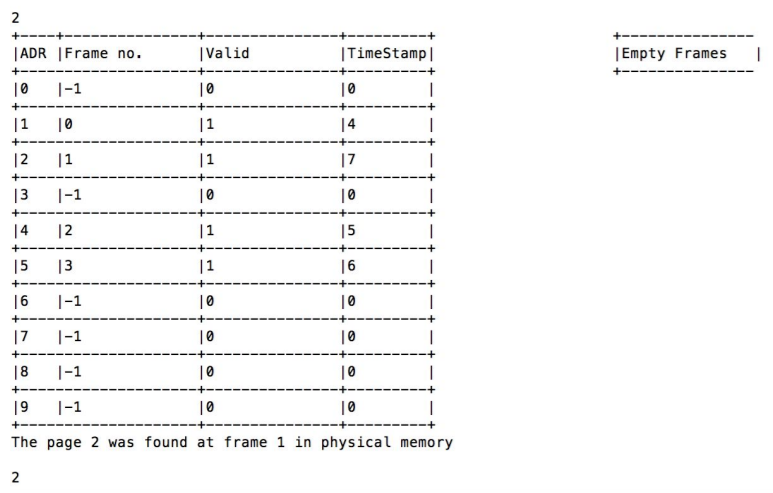 2
+----+---------------+---------------+---------+ +---------------
|ADR |Frame no. |Valid |TimeStamp| |Empty Frames |
+--------------------+---------------+---------+ +---------------
|0 |-1 |0 |0 |
+--------------------+---------------+---------+
|1 |0 |1 |4 |
+--------------------+---------------+---------+
|2 |1 |1 |7 |
+--------------------+---------------+---------+
|3 |-1 |0 |0 |
+--------------------+---------------+---------+
|4 |2 |1 |5 |
+--------------------+---------------+---------+
|5 |3 |1 |6 |
+--------------------+---------------+---------+
|6 |-1 |0 |0 |
+--------------------+---------------+---------+
|7 |-1 |0 |0 |
+--------------------+---------------+---------+
|8 |-1 |0 |0 |
+--------------------+---------------+---------+
|9 |-1 |0 |0 |
+--------------------+---------------+---------+
The page 2 was found at frame 1 in physical memory
2